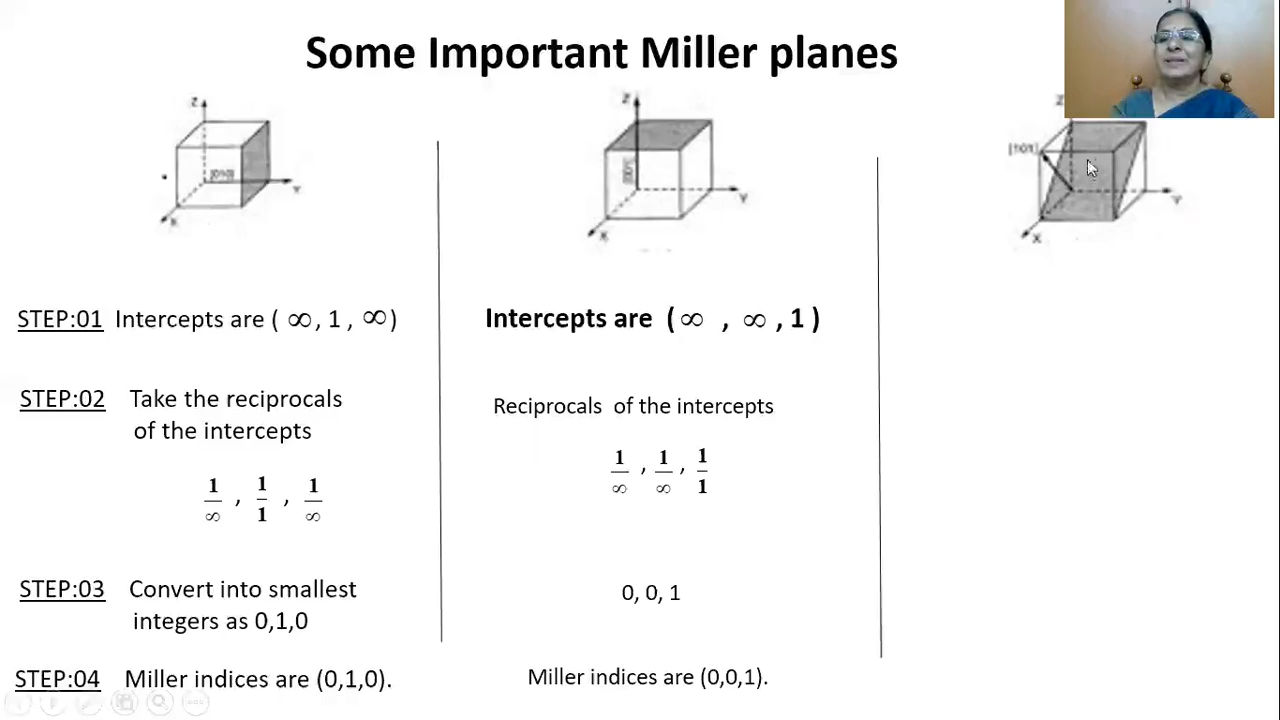 Some Important Miller planes
Z
[010]
Y
X
Z
Y
X
Z
[101]
Y
X
STEP:01 Intercepts are ( ∞, 1 , ∞)
Intercepts are (∞ , ∞ , 1 )
STEP:02 Take the reciprocals
of the intercepts
Reciprocals of the intercepts
1/∞ , 1/1 , 1/∞
1/∞ , 1/∞ , 1/1
STEP:03 Convert into smallest
integers as 0,1,0
0, 0, 1
STEP:04 Miller indices are (0,1,0).
Miller indices are (0,0,1).